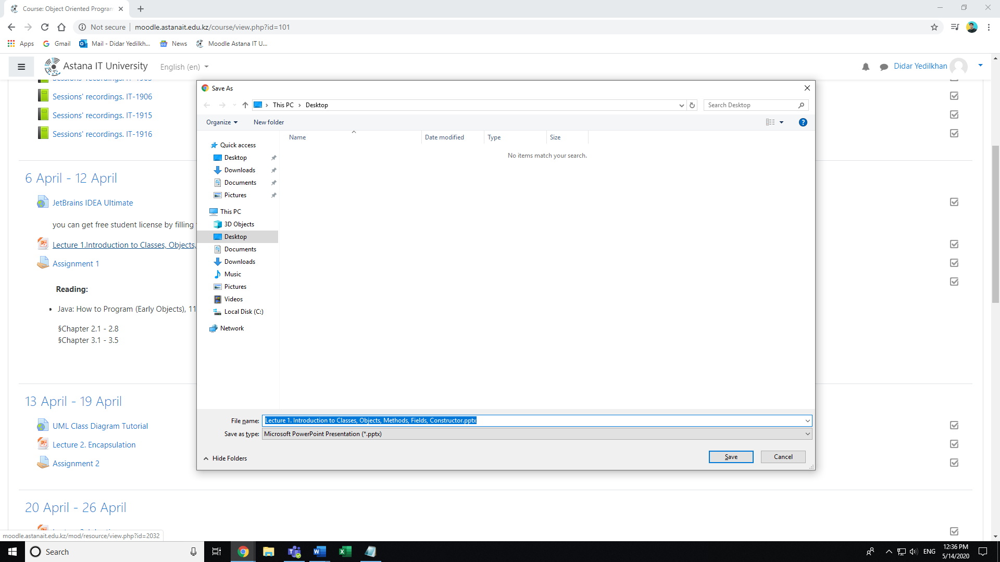 Course: Object Oriented Program
Not secure
moodle.astanait.edu.kz/course/view.php?id=101
Apps
Gmail
Mail - Didar Yedilkh...
News
Moodle Astana IT U...
Astana IT University
English (en)
Didar Yedilkhan
Sessions' recordings. IT-1906
Sessions' recordings. IT-1915
Sessions' recordings. IT-1916
6 April - 12 April
JetBrains IDEA Ultimate
you can get free student license by filling
Lecture 1.Introduction to Classes, Objects,
Assignment 1
Reading:
Java: How to Program (Early Objects), 11
§Chapter 2.1 - 2.8
§Chapter 3.1 - 3.5
13 April - 19 April
UML Class Diagram Tutorial
Lecture 2. Encapsulation
Assignment 2
20 April - 26 April
moodle.astanait.edu.kz/mod/resource/view.php?id=2032
Save As
This PC
Desktop
Search Desktop
Organize
New folder
Name
Date modified
Type
Size
No items match your search.
Quick access
Desktop
Downloads
Documents
Pictures
This PC
3D Objects
Desktop
Documents
Downloads
Music
Pictures
Videos
Local Disk (C:)
Network
File name:
Lecture 1. Introduction to Classes, Objects, Methods, Fields, Constructor.pptx
Save as type:
Microsoft PowerPoint Presentation (*.pptx)
Hide Folders
Save
Cancel
Search
ENG
12:36 PM
5/14/2020